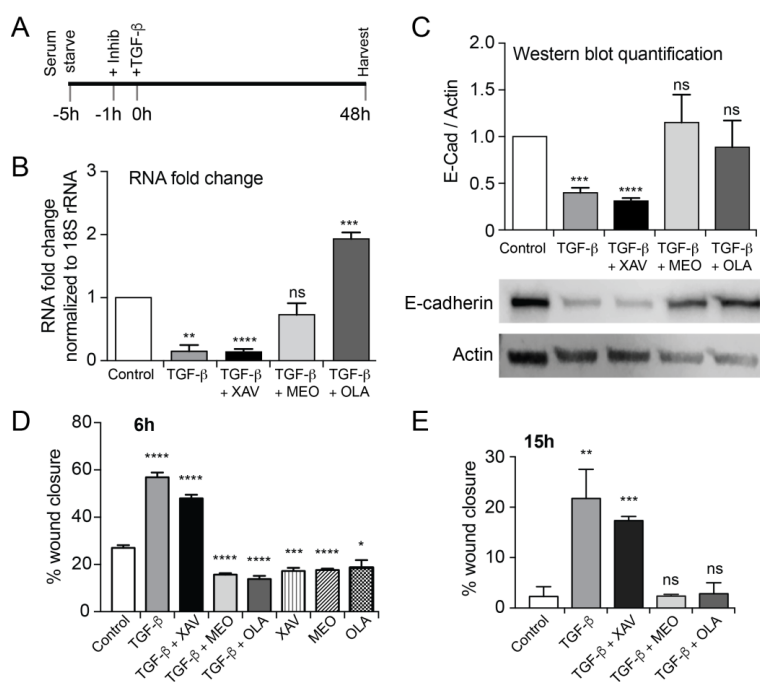 A
Serum
starve
+ Inhib
+TGF-β
Harvest
-5h
-1h
0h
48h
B
RNA fold change
RNA fold change
normalized to 18S rRNA
3
2
1
0
**
****
ns
***
Control
TGF-β
TGF-β
+ XAV
TGF-β
+ MEO
TGF-β
+ OLA
C
Western blot quantification
E-Cad / Actin
2.0
1.5
1.0
0.5
0
***
****
ns
ns
Control
TGF-β
TGF-β
+ XAV
TGF-β
+ MEO
TGF-β
+ OLA
E-cadherin
Actin
D
6h
% wound closure
80
60
40
20
0
****
****
****
****
***
****
*
Control
TGF-β
TGF-β + XAV
TGF-β + MEO
TGF-β + OLA
XAV
MEO
OLA
E
15h
% wound closure
30
20
10
0
**
***
ns
ns
Control
TGF-β
TGF-β + XAV
TGF-β + MEO
TGF-β + OLA